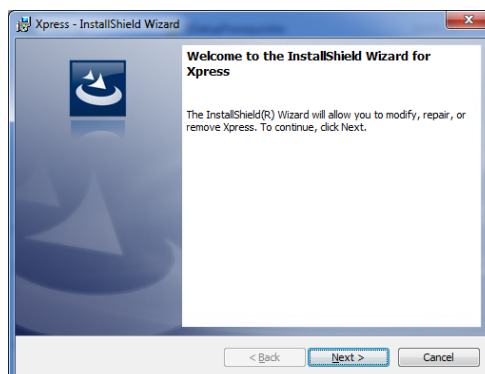 Xpress - InstallShield Wizard
Welcome to the InstallShield Wizard for
Xpress
The InstallShield(R) Wizard will allow you to modify, repair, or
remove Xpress. To continue, click Next.
< Back
Next >
Cancel